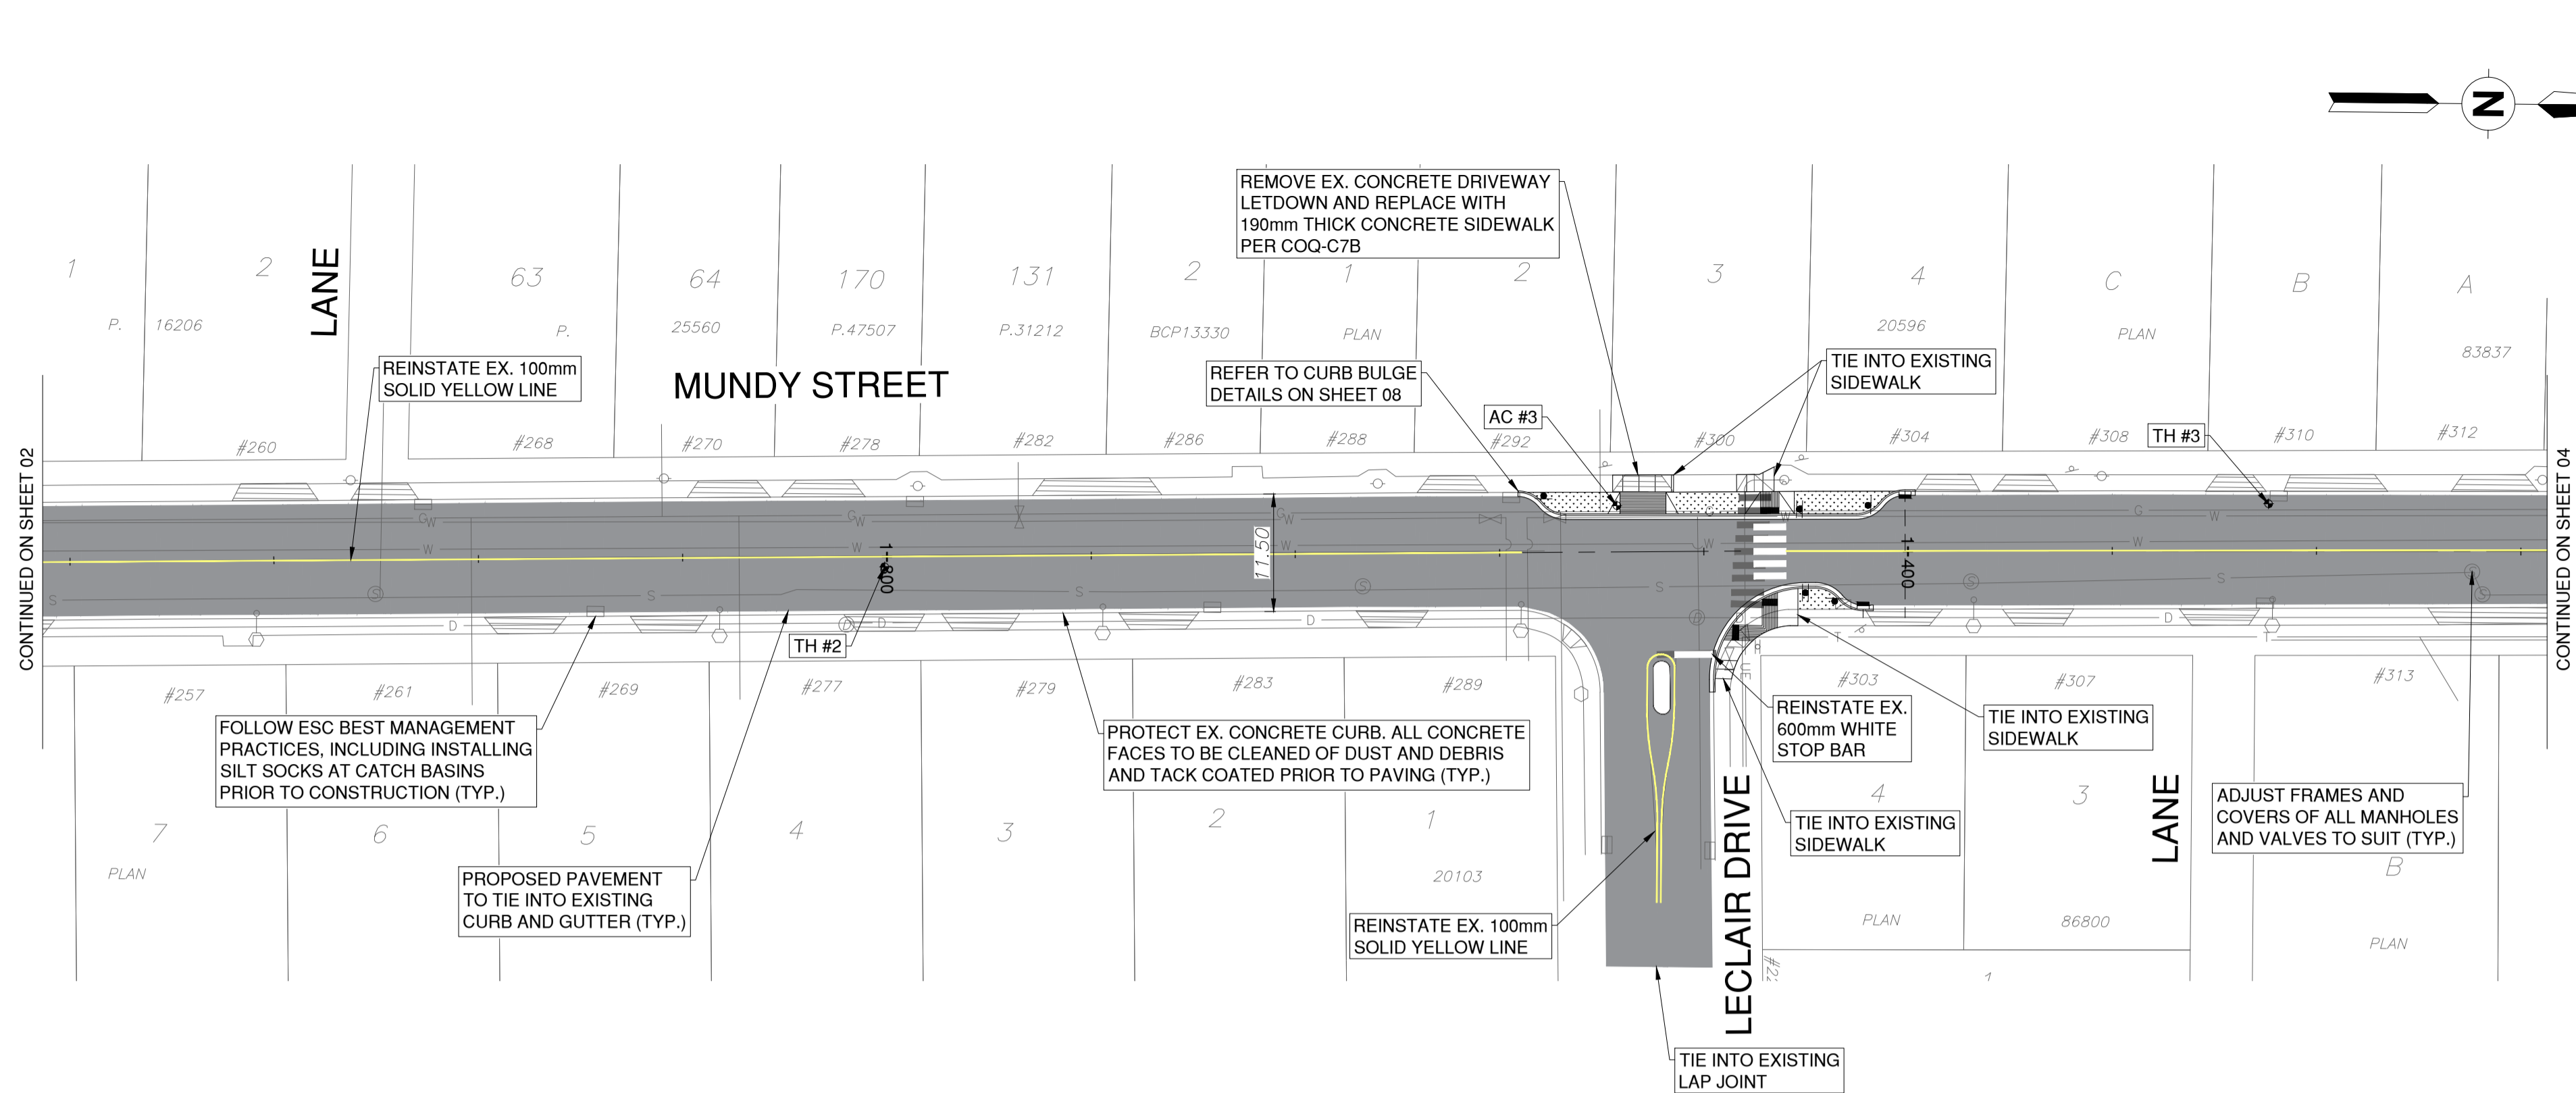 N
REMOVE EX. CONCRETE DRIVEWAY
LETDOWN AND REPLACE WITH
190mm THICK CONCRETE SIDEWALK
PER COQ-C7B
1
2
LANE
63
64
170
131
2
1
2
3
4
C
B
A
P.
16206
P.
25560
P.47507
P.31212
BCP13330
PLAN
20596
PLAN
83837
REINSTATE EX. 100mm
SOLID YELLOW LINE
MUNDY STREET
REFER TO CURB BULGE
DETAILS ON SHEET 08
TIE INTO EXISTING
SIDEWALK
AC #3
TH #3
#260
#268
#270
#278
#282
#286
#288
#292
#300
#304
#308
#310
#312
CONTINUED ON SHEET 02
CONTINUED ON SHEET 04
11.50
1+400
TH #2
#257
#261
#269
#277
#279
#283
#289
#303
#307
#313
FOLLOW ESC BEST MANAGEMENT
PRACTICES, INCLUDING INSTALLING
SILT SOCKS AT CATCH BASINS
PRIOR TO CONSTRUCTION (TYP.)
PROTECT EX. CONCRETE CURB. ALL CONCRETE
FACES TO BE CLEANED OF DUST AND DEBRIS
AND TACK COATED PRIOR TO PAVING (TYP.)
REINSTATE EX.
600mm WHITE
STOP BAR
TIE INTO EXISTING
SIDEWALK
TIE INTO EXISTING
SIDEWALK
LECLAIR DRIVE
LANE
ADJUST FRAMES AND
COVERS OF ALL MANHOLES
AND VALVES TO SUIT (TYP.)
7
6
5
4
3
2
1
4
3
B
PLAN
20103
PLAN
86800
PLAN
1
PROPOSED PAVEMENT
TO TIE INTO EXISTING
CURB AND GUTTER (TYP.)
REINSTATE EX. 100mm
SOLID YELLOW LINE
TIE INTO EXISTING
LAP JOINT